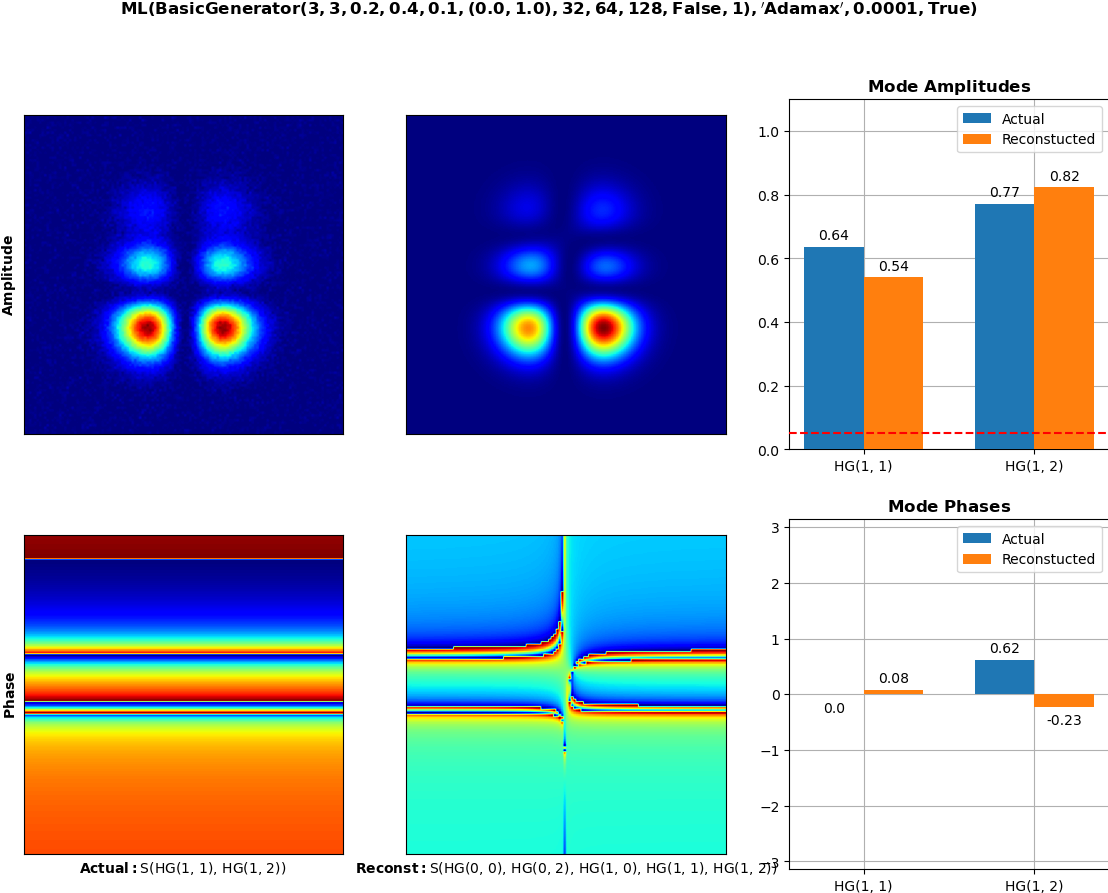 ML(BasicGenerator(3, 3, 0.2, 0.4, 0.1, (0.0, 1.0), 32, 64, 128, False, 1), ′Adamax′, 0.0001, True)
Mode Amplitudes
Amplitude
Actual
Reconstucted
1.0
0.8
0.6
0.4
0.2
0.0
0.64
0.54
0.77
0.82
HG(1, 1)
HG(1, 2)
Mode Phases
Phase
Actual
Reconstucted
3
2
1
0
−1
−2
−3
0.0
0.08
0.62
-0.23
HG(1, 1)
HG(1, 2)
Actual: S(HG(1, 1), HG(1, 2))
Reconst: S(HG(0, 0), HG(0, 2), HG(1, 0), HG(1, 1), HG(1, 2))